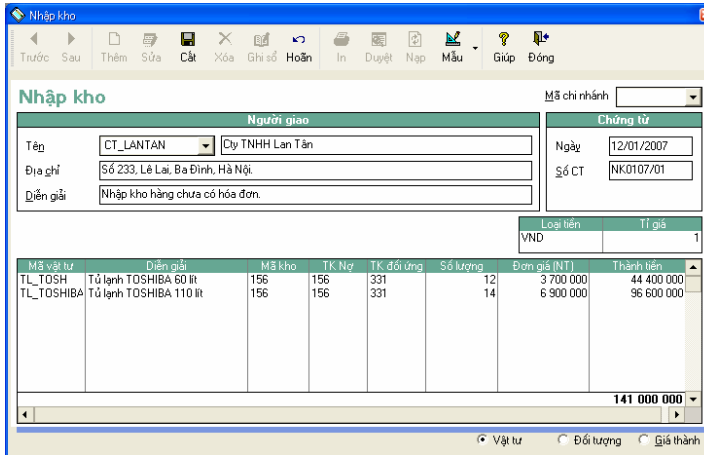 Nhập kho
Trước Sau Thêm Sửa Cất Xóa Ghi sổ Hoãn In Duyệt Nạp Mẫu Giúp Đóng
Nhập kho
Mã chi nhánh
Người giao
Chứng từ
Tên CT_LANTAN Cty TNHH Lan Tân
Ngày 12/01/2007
Địa chỉ Số 233, Lê Lai, Ba Đình, Hà Nội.
Số CT NK0107/01
Diễn giải Nhập kho hàng chưa có hóa đơn.
Loại tiền Tỉ giá
VND 1
Mã vật tư Diễn giải Mã kho TK Nợ TK đối ứng Số lượng Đơn giá (NT) Thành tiền
TL_TOSH Tủ lạnh TOSHIBA 60 lít 156 156 331 12 3 700 000 44 400 000
TL_TOSHIBA Tủ lạnh TOSHIBA 110 lít 156 156 331 14 6 900 000 96 600 000
141 000 000
Vật tư Đối tượng Giá thành